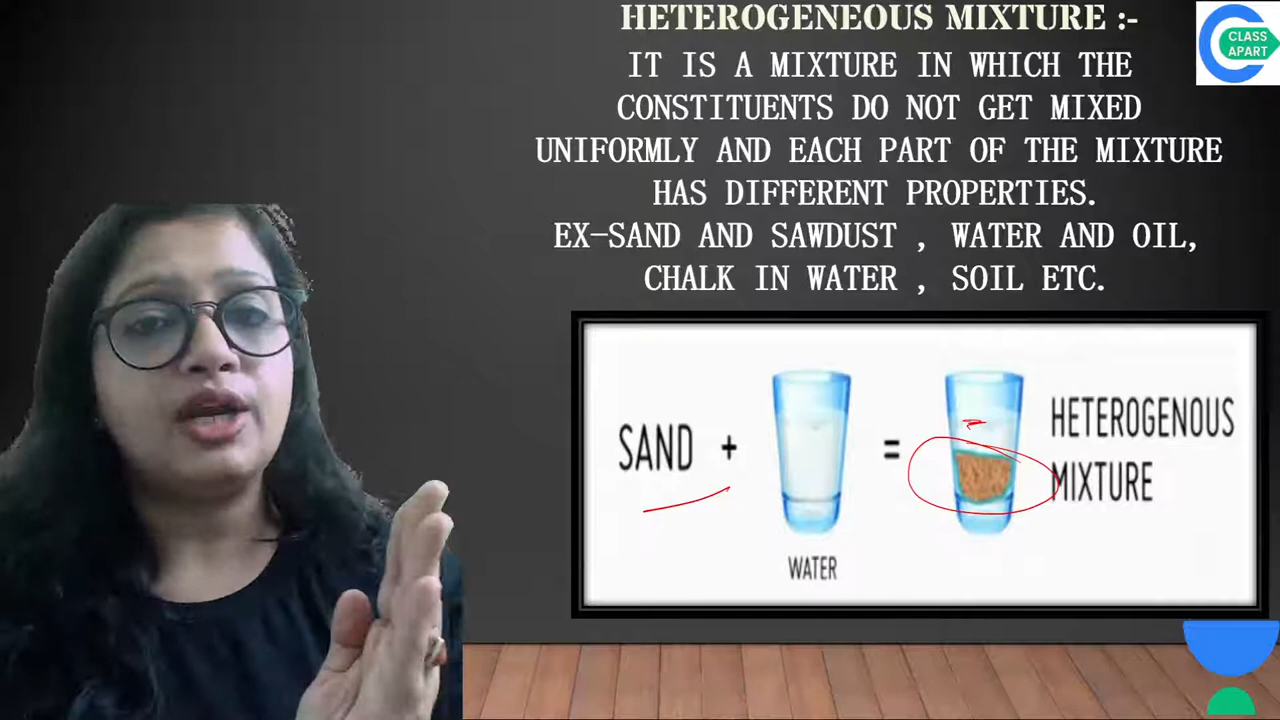 HETEROGENEOUS MIXTURE :-
IT IS A MIXTURE IN WHICH THE
CONSTITUENTS DO NOT GET MIXED
UNIFORMLY AND EACH PART OF THE MIXTURE
HAS DIFFERENT PROPERTIES.
EX-SAND AND SAWDUST , WATER AND OIL,
CHALK IN WATER , SOIL ETC.
CLASS
APART
SAND + =
HETEROGENOUS
MIXTURE
WATER